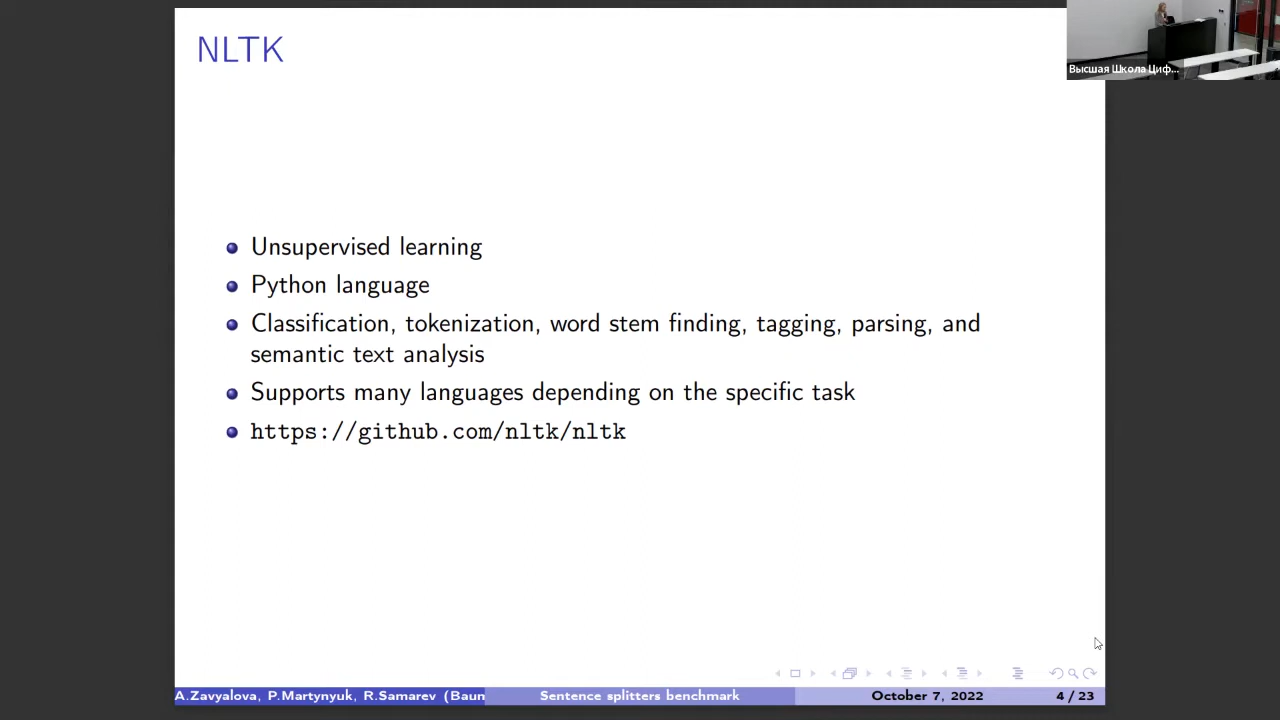 NLTK
Высшая Школа Циф...
Unsupervised learning
Python language
Classification, tokenization, word stem finding, tagging, parsing, and
semantic text analysis
Supports many languages depending on the specific task
https://github.com/nltk/nltk
A.Zavyalova, P.Martynyuk, R.Samarev (Baun
Sentence splitters benchmark
October 7, 2022
4 / 23